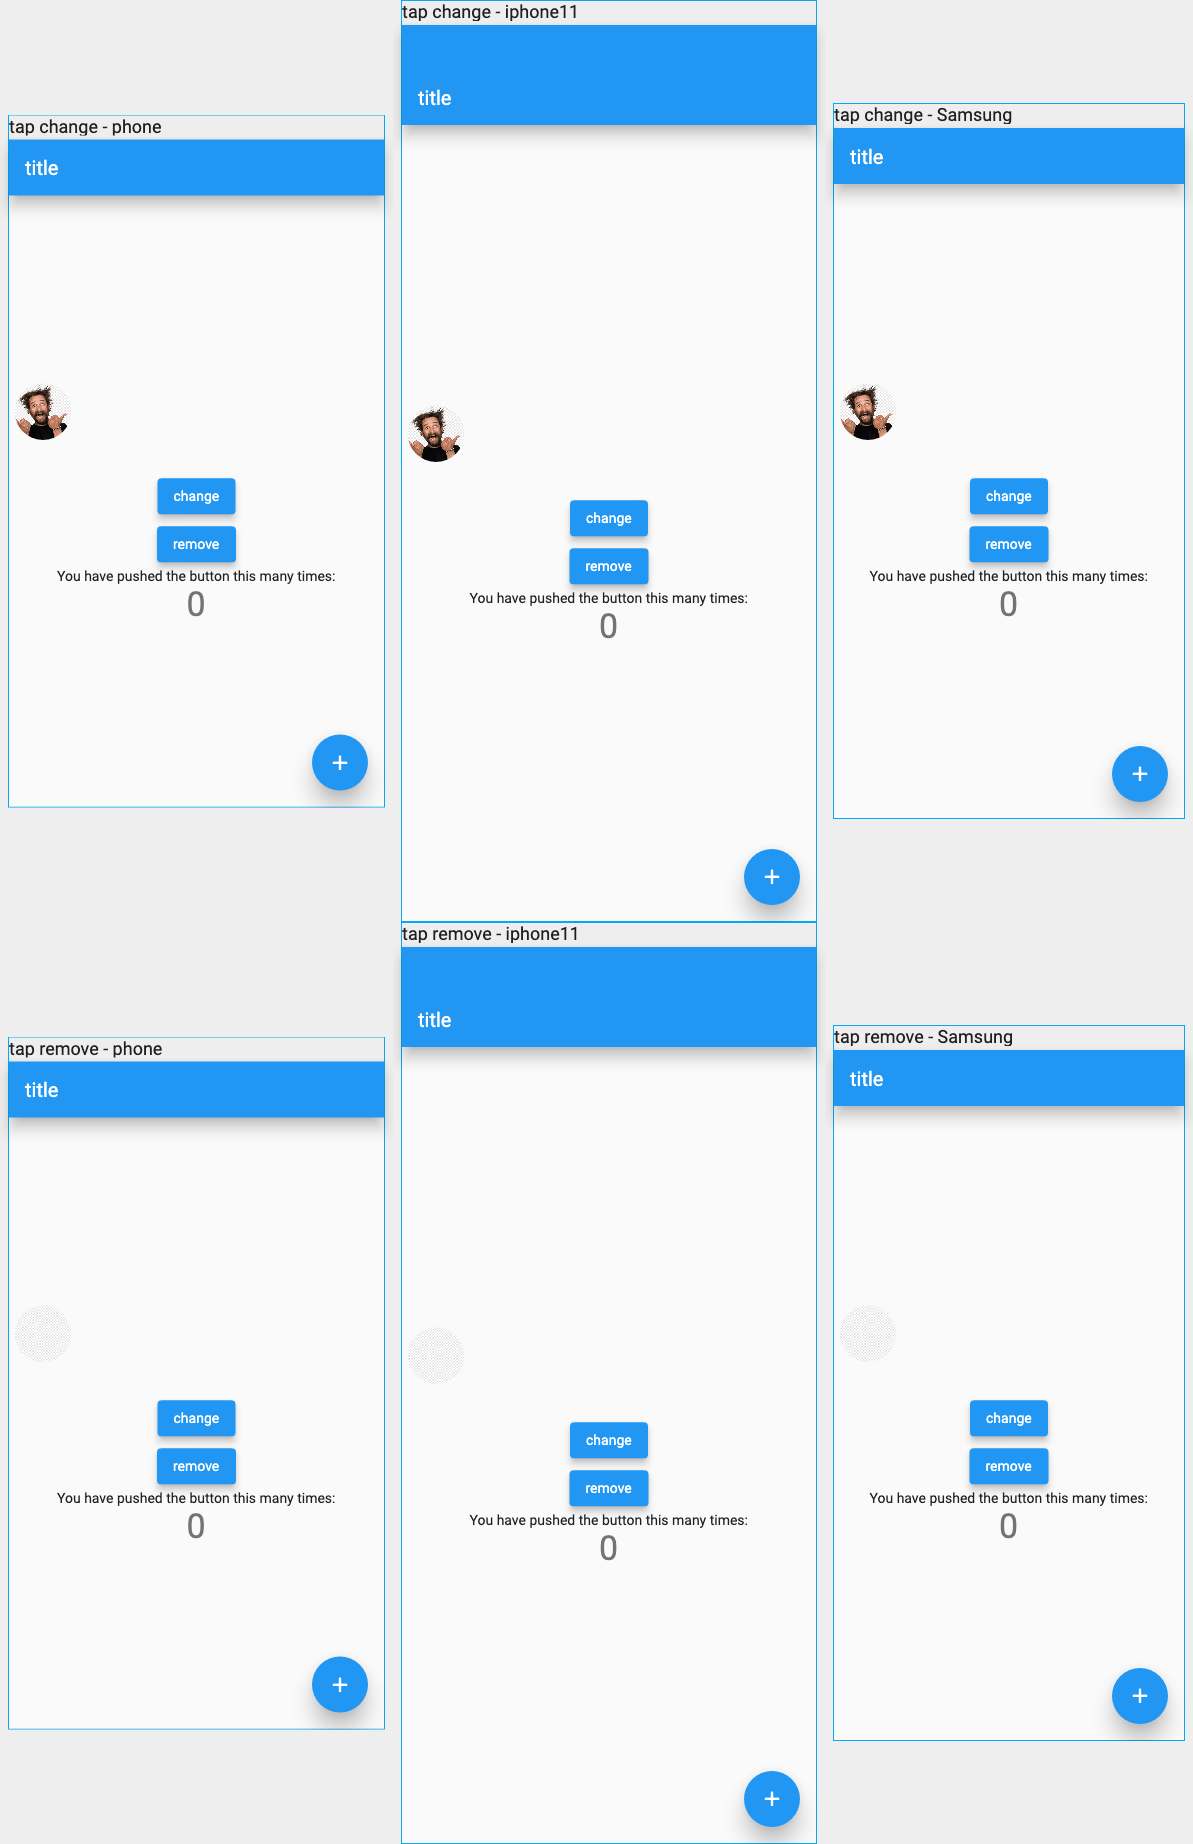 tap change - phone
title
change
remove
You have pushed the button this many times:
0
+
tap change - iphone11
title
change
remove
You have pushed the button this many times:
0
+
tap change - Samsung
title
change
remove
You have pushed the button this many times:
0
+
tap remove - phone
title
change
remove
You have pushed the button this many times:
0
+
tap remove - iphone11
title
change
remove
You have pushed the button this many times:
0
+
tap remove - Samsung
title
change
remove
You have pushed the button this many times:
0
+